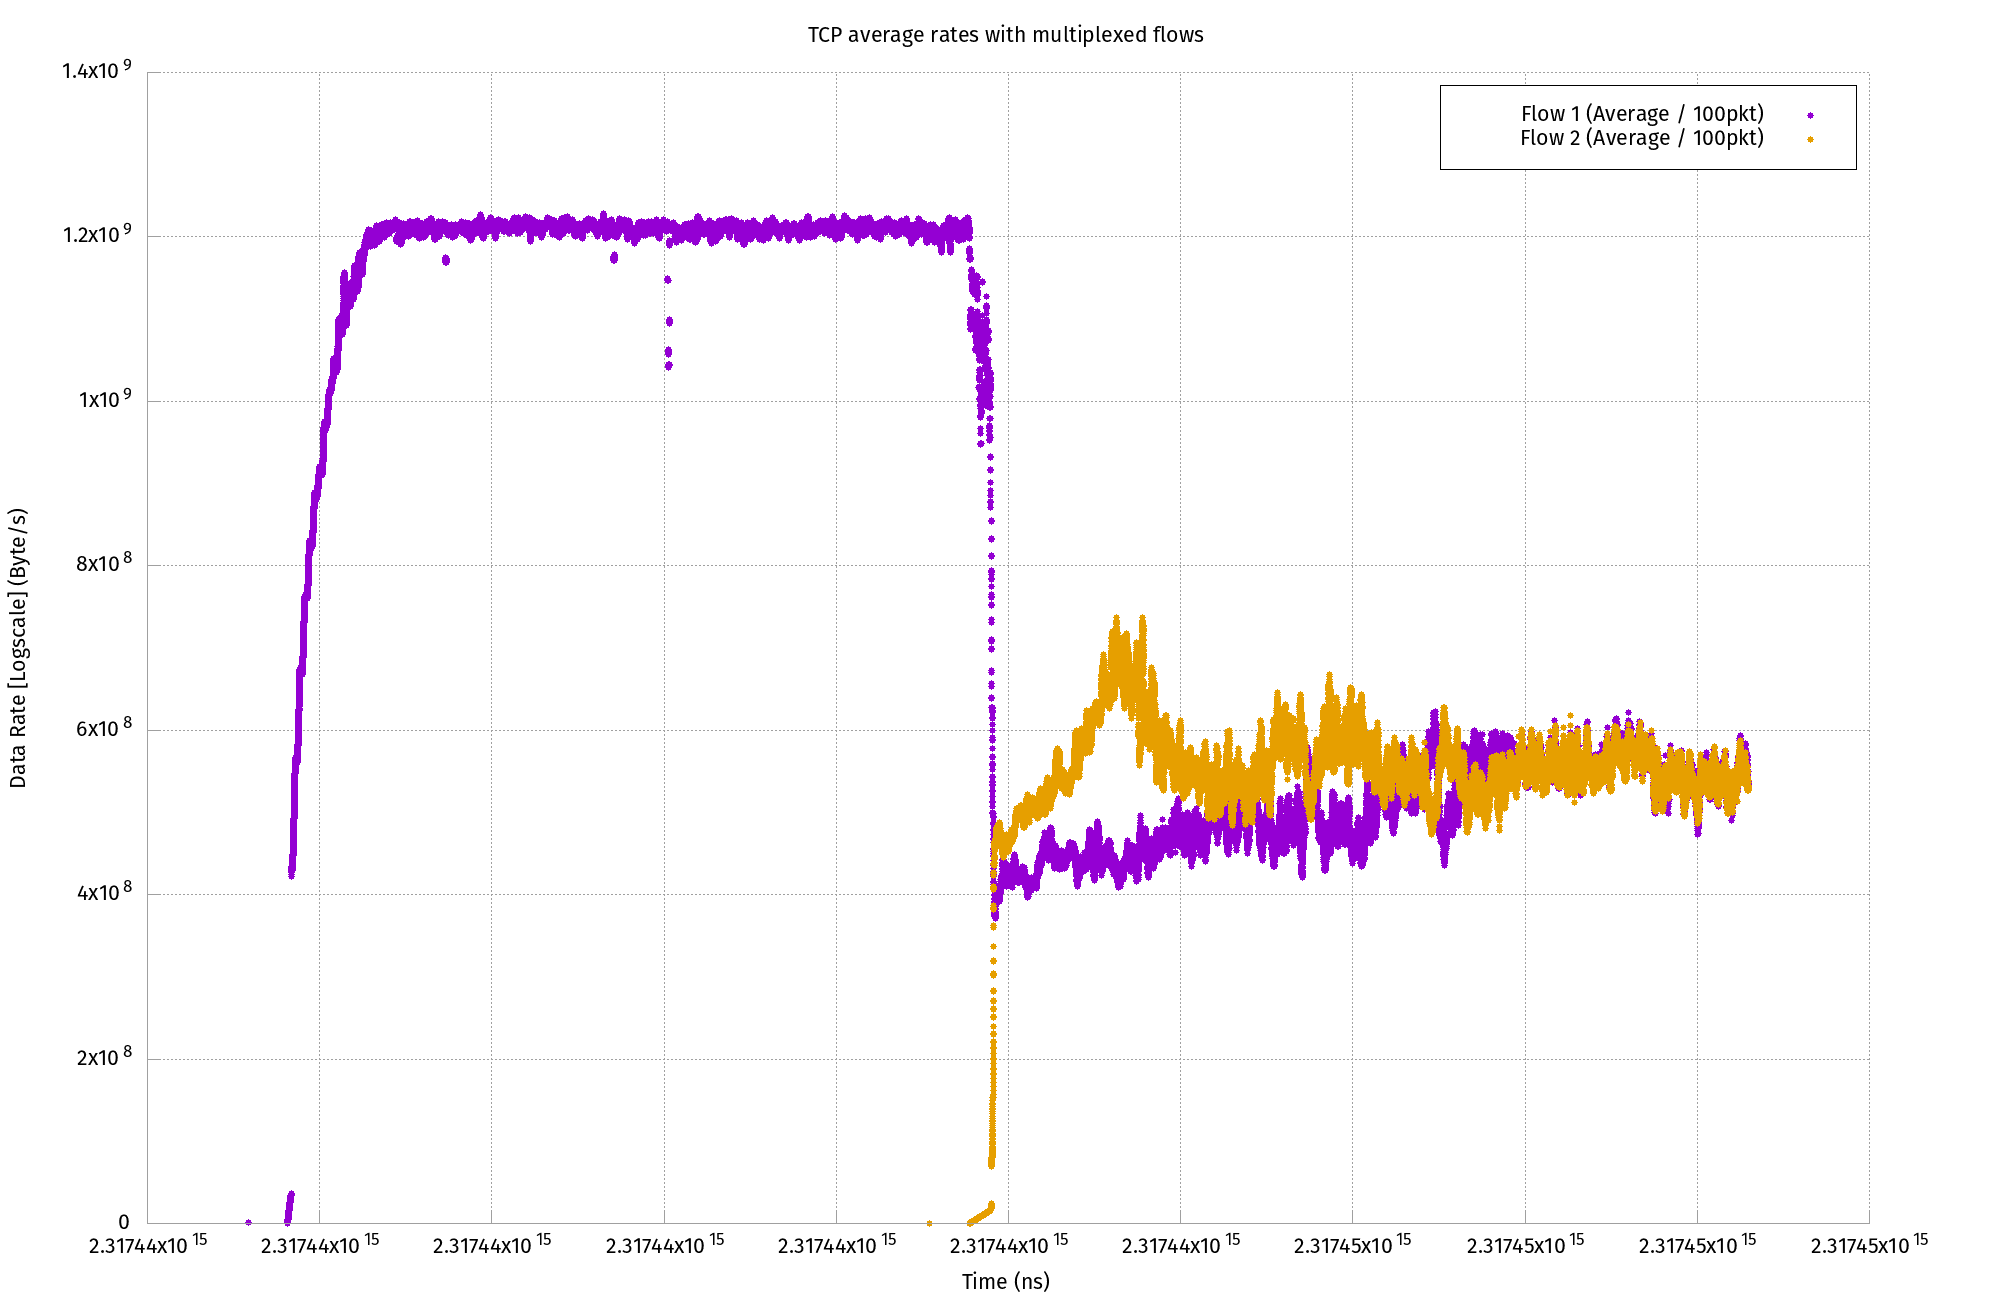 TCP average rates with multiplexed flows
1.4x10 9
1.2x10 9
1x10 9
8x10 8
6x10 8
4x10 8
2x10 8
0
Data Rate [Logscale] (Byte/s)
Flow 1 (Average / 100pkt)
Flow 2 (Average / 100pkt)
2.31744x10 15 2.31744x10 15 2.31744x10 15 2.31744x10 15 2.31744x10 15 2.31744x10 15 2.31744x10 15 2.31745x10 15 2.31745x10 15 2.31745x10 15 2.31745x10 15
Time (ns)